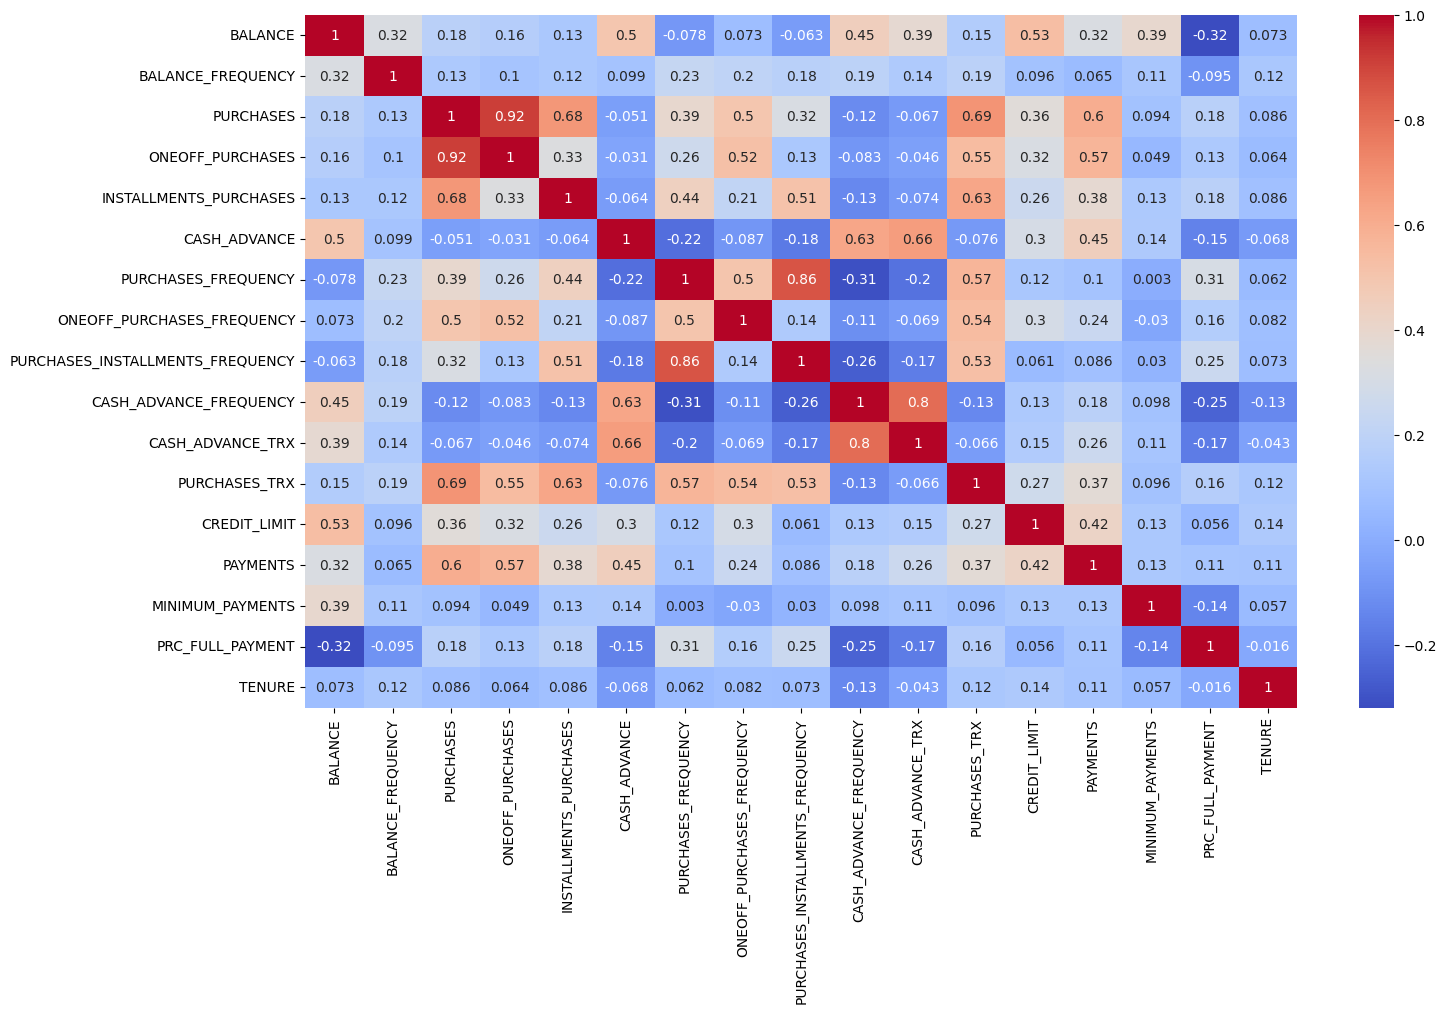 BALANCE 1 0.32 0.18 0.16 0.13 0.5 -0.078 0.073 -0.063 0.45 0.39 0.15 0.53 0.32 0.39 -0.32 0.073
BALANCE_FREQUENCY 0.32 1 0.13 0.1 0.12 0.099 0.23 0.2 0.18 0.19 0.14 0.19 0.096 0.065 0.11 -0.095 0.12
PURCHASES 0.18 0.13 1 0.92 0.68 -0.051 0.39 0.5 0.32 -0.12 -0.067 0.69 0.36 0.6 0.094 0.18 0.086
ONEOFF_PURCHASES 0.16 0.1 0.92 1 0.33 -0.031 0.26 0.52 0.13 -0.083 -0.046 0.55 0.32 0.57 0.049 0.13 0.064
INSTALLMENTS_PURCHASES 0.13 0.12 0.68 0.33 1 -0.064 0.44 0.21 0.51 -0.13 -0.074 0.63 0.26 0.38 0.13 0.18 0.086
CASH_ADVANCE 0.5 0.099 -0.051 -0.031 -0.064 1 -0.22 -0.087 -0.18 0.63 0.66 -0.076 0.3 0.45 0.14 -0.15 -0.068
PURCHASES_FREQUENCY -0.078 0.23 0.39 0.26 0.44 -0.22 1 0.5 0.86 -0.31 -0.2 0.57 0.12 0.1 0.003 0.31 0.062
ONEOFF_PURCHASES_FREQUENCY 0.073 0.2 0.5 0.52 0.21 -0.087 0.5 1 0.14 -0.11 -0.069 0.54 0.3 0.24 -0.03 0.16 0.082
PURCHASES_INSTALLMENTS_FREQUENCY -0.063 0.18 0.32 0.13 0.51 -0.18 0.86 0.14 1 -0.26 -0.17 0.53 0.061 0.086 0.03 0.25 0.073
CASH_ADVANCE_FREQUENCY 0.45 0.19 -0.12 -0.083 -0.13 0.63 -0.31 -0.11 -0.26 1 0.8 -0.13 0.13 0.18 0.098 -0.25 -0.13
CASH_ADVANCE_TRX 0.39 0.14 -0.067 -0.046 -0.074 0.66 -0.2 -0.069 -0.17 0.8 1 -0.066 0.15 0.26 0.11 -0.17 -0.043
PURCHASES_TRX 0.15 0.19 0.69 0.55 0.63 -0.076 0.57 0.54 0.53 -0.13 -0.066 1 0.27 0.37 0.096 0.16 0.12
CREDIT_LIMIT 0.53 0.096 0.36 0.32 0.26 0.3 0.12 0.3 0.061 0.13 0.15 0.27 1 0.42 0.13 0.056 0.14
PAYMENTS 0.32 0.065 0.6 0.57 0.38 0.45 0.1 0.24 0.086 0.18 0.26 0.37 0.42 1 0.13 0.11 0.11
MINIMUM_PAYMENTS 0.39 0.11 0.094 0.049 0.13 0.14 0.003 -0.03 0.03 0.098 0.11 0.096 0.13 0.13 1 -0.14 0.057
PRC_FULL_PAYMENT -0.32 -0.095 0.18 0.13 0.18 -0.15 0.31 0.16 0.25 -0.25 -0.17 0.16 0.056 0.11 -0.14 1 -0.016
TENURE 0.073 0.12 0.086 0.064 0.086 -0.068 0.062 0.082 0.073 -0.13 -0.043 0.12 0.14 0.11 0.057 -0.016 1
BALANCE
BALANCE_FREQUENCY
PURCHASES
ONEOFF_PURCHASES
INSTALLMENTS_PURCHASES
CASH_ADVANCE
PURCHASES_FREQUENCY
ONEOFF_PURCHASES_FREQUENCY
PURCHASES_INSTALLMENTS_FREQUENCY
CASH_ADVANCE_FREQUENCY
CASH_ADVANCE_TRX
PURCHASES_TRX
CREDIT_LIMIT
PAYMENTS
MINIMUM_PAYMENTS
PRC_FULL_PAYMENT
TENURE
1.0
0.8
0.6
0.4
0.2
0.0
−0.2